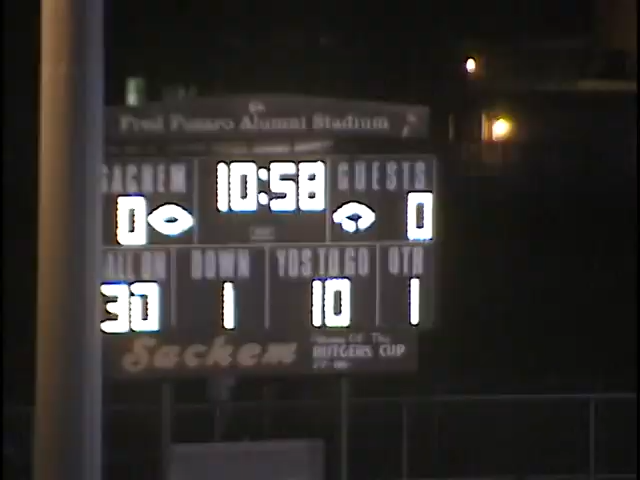 Fred Fusaro Alumni Stadium
SACHEM 10:58 GUESTS
0 0
ALL ON DOWN YDS TO GO QTR
30 1 10 1
Sachem
Home Of The
RUTGERS CUP